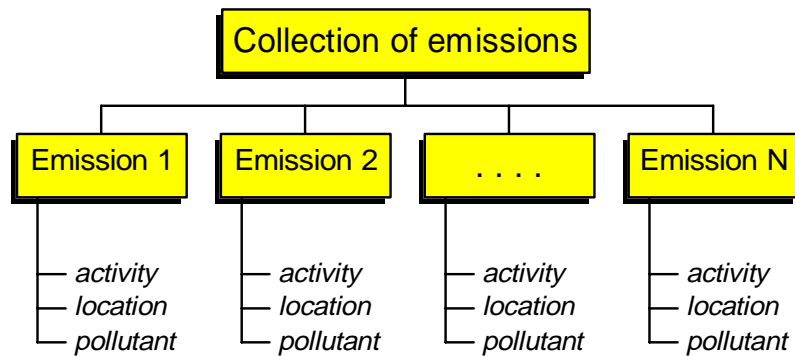 Collection of emissions
Emission 1
Emission 2
. . . .
Emission N
activity
location
pollutant
activity
location
pollutant
activity
location
pollutant
activity
location
pollutant